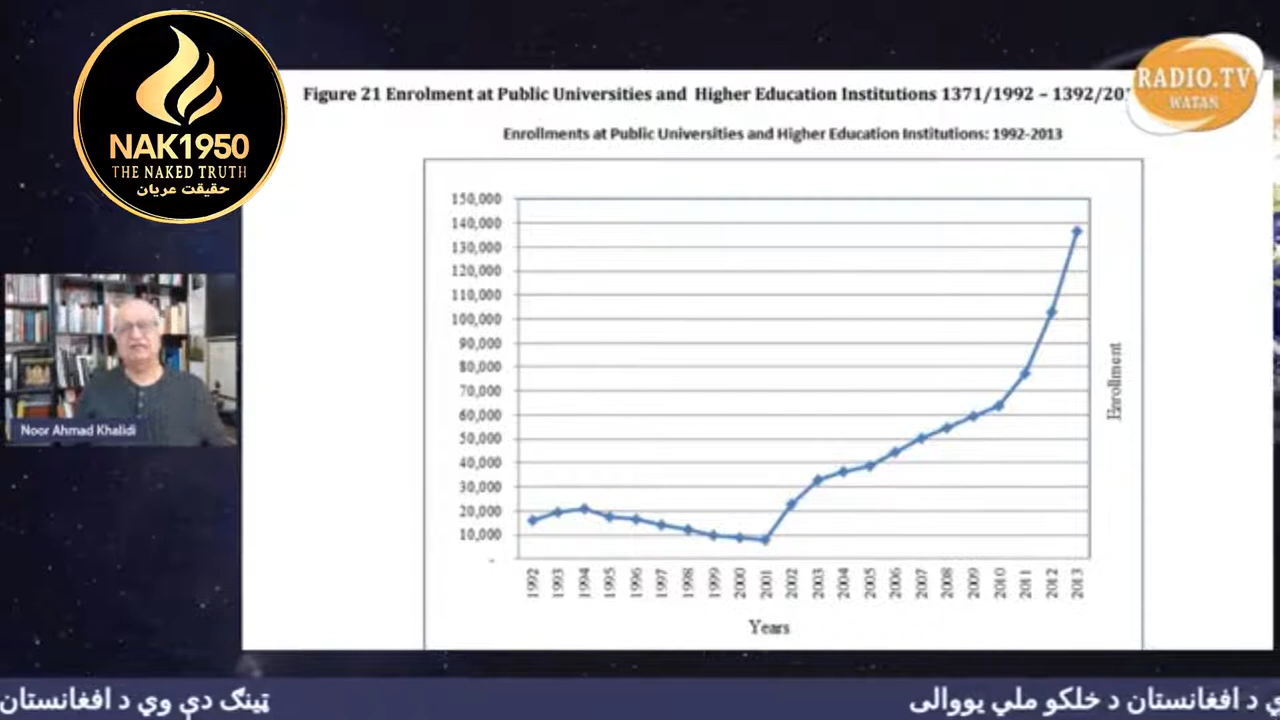 NAK1950
THE NAKED TRUTH
حقیقت عریان
RADIO.TV
WATAN
Figure 21 Enrolment at Public Universities and Higher Education Institutions 1371/1992 – 1392/20
Enrollments at Public Universities and Higher Education Institutions: 1992-2013
150,000
140,000
130,000
120,000
110,000
100,000
90,000
80,000
70,000
60,000
50,000
40,000
30,000
20,000
10,000
-
Enrollment
1992 1993 1994 1995 1996 1997 1998 1999 2000 2001 2002 2003 2004 2005 2006 2007 2008 2009 2010 2011 2012 2013
Years
Noor Ahmad Khalidi
ي د افغانستان د خلکو ملي یووالی
ټینګ دې وي د افغانستان